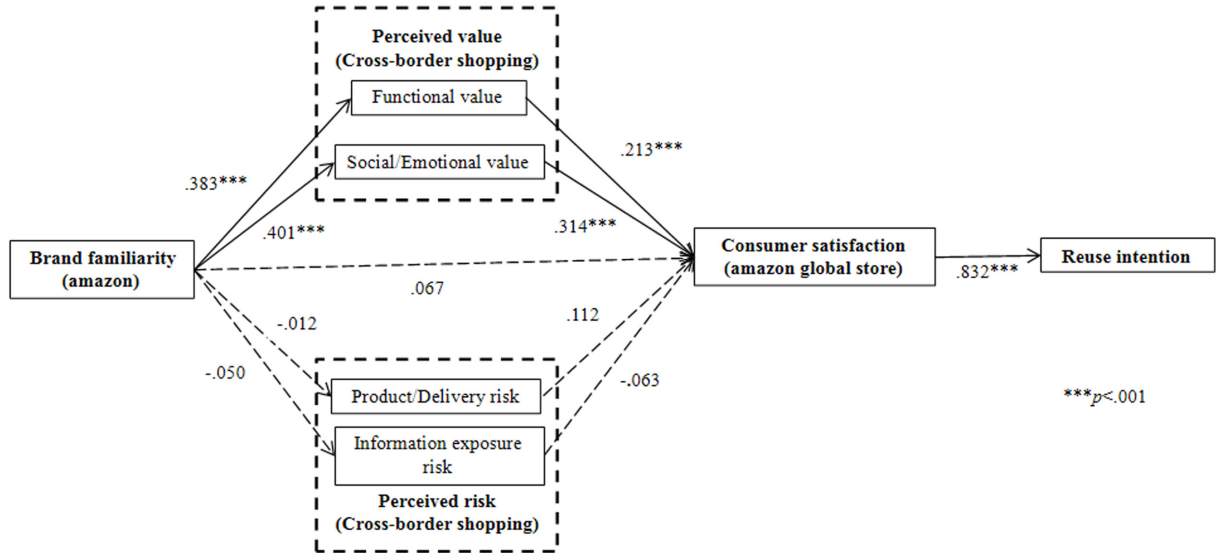 Perceived value
(Cross-border shopping)
Functional value
Social/Emotional value
.383***
.401***
.213***
.314***
Brand familiarity
(amazon)
.067
Consumer satisfaction
(amazon global store)
.832***
Reuse intention
-.012
-.050
.112
-.063
Product/Delivery risk
Information exposure
risk
Perceived risk
(Cross-border shopping)
***p<.001